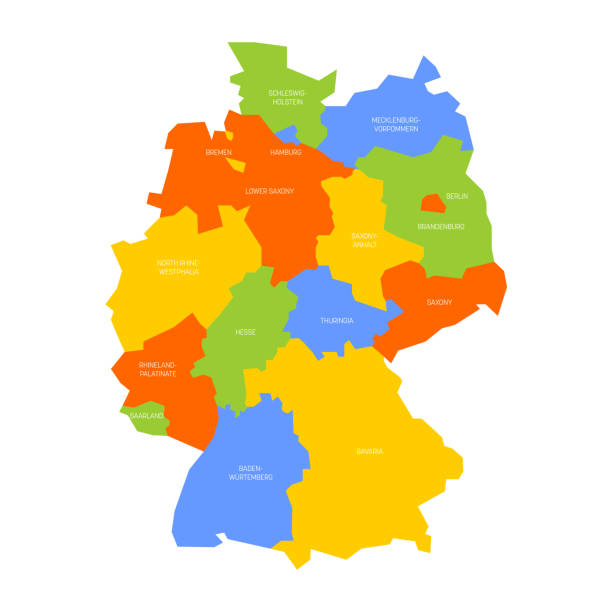 SCHLESWIG-
HOLSTEIN
MECKLENBURG-
VORPOMMERN
BREMEN
HAMBURG
LOWER SAXONY
BERLIN
BRANDENBURG
SAXONY-
ANHALT
NORTH RHINE-
WESTPHALIA
SAXONY
THURINGIA
HESSE
RHINELAND-
PALATINATE
SAARLAND
BAVARIA
BADEN-
WÜRTTEMBERG